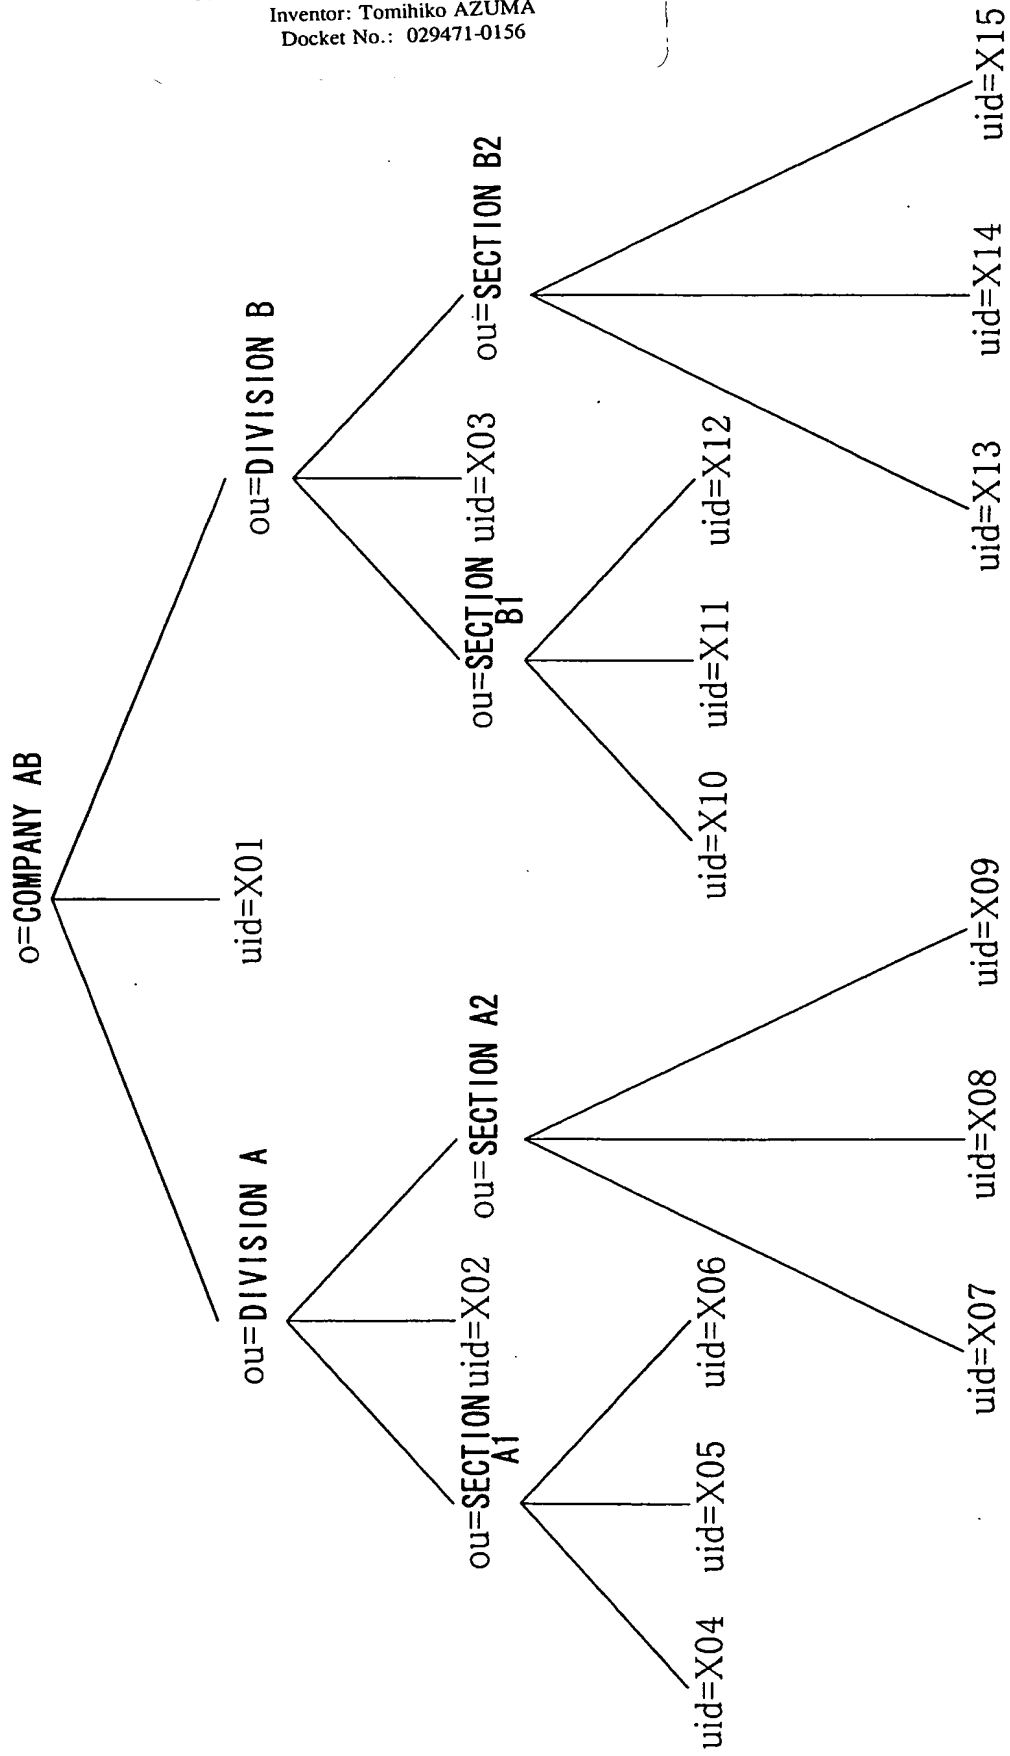 Inventor: Tomihiko AZUMA
Docket No.: 029471-0156
o=COMPANY AB
ou=DIVISION A
uid=X01
ou=DIVISION B
ou=SECTION
A1
uid=X02
ou=SECTION A2
ou=SECTION
B1
uid=X03
ou=SECTION B2
uid=X04
uid=X05
uid=X06
uid=X10
uid=X11
uid=X12
uid=X07
uid=X08
uid=X09
uid=X13
uid=X14
uid=X15